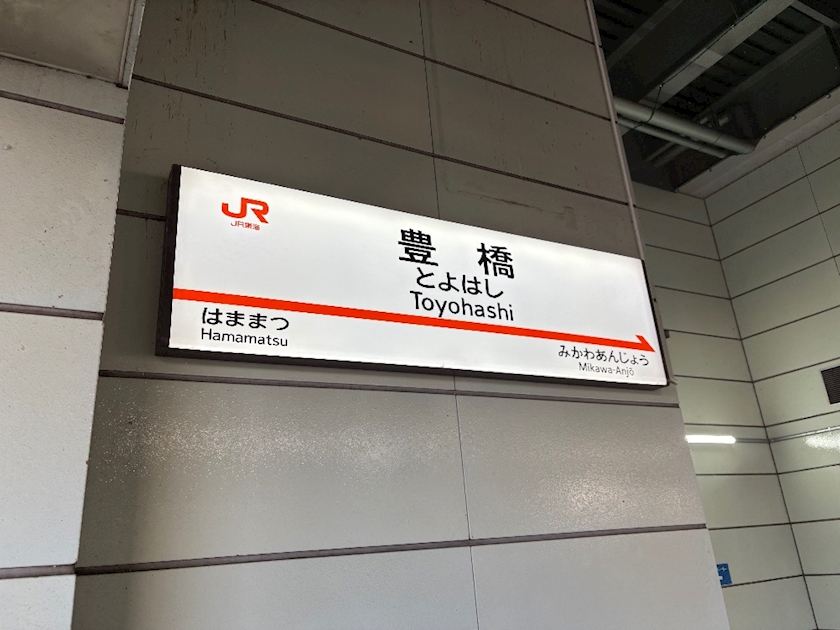 JR
JR東海
豊橋
とよはし
Toyohashi
はままつ
Hamamatsu
みかわあんじょう
Mikawa-Anjō